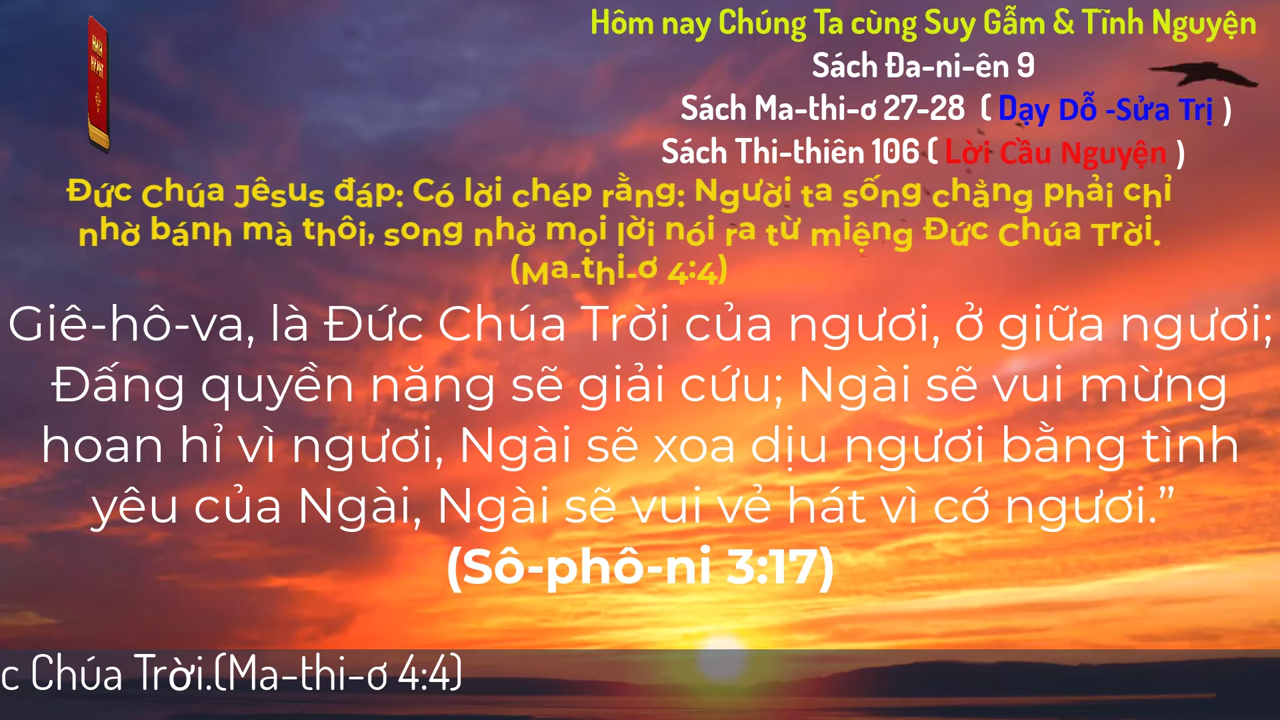 Hôm nay Chúng Ta cùng Suy Gẫm & Tĩnh Nguyện
Sách Đa-ni-ên 9
Sách Ma-thi-ơ 27-28 ( Dạy Dỗ -Sửa Trị )
Sách Thi-thiên 106 ( Lời Cầu Nguyện )
Đức Chúa Jêsus đáp: Có lời chép rằng: Người ta sống chẳng phải chỉ
nhờ bánh mà thôi, song nhờ mọi lời nói ra từ miệng Đức Chúa Trời.
(Ma-thi-ơ 4:4)
Giê-hô-va, là Đức Chúa Trời của ngươi, ở giữa ngươi;
Đấng quyền năng sẽ giải cứu; Ngài sẽ vui mừng
hoan hỉ vì ngươi, Ngài sẽ xoa dịu ngươi bằng tình
yêu của Ngài, Ngài sẽ vui vẻ hát vì cớ ngươi.”
(Sô-phô-ni 3:17)
c Chúa Trời.(Ma-thi-ơ 4:4)